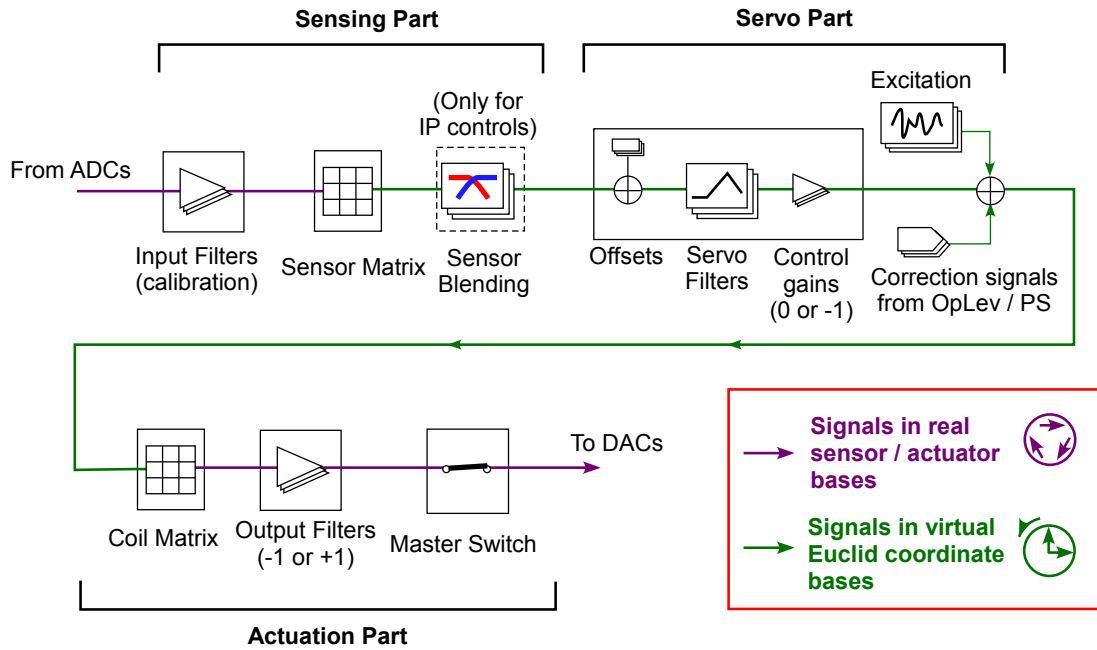 Sensing Part
Servo Part
(Only for
IP controls)
Excitation
From ADCs
Input Filters
(calibration)
Sensor Matrix
Sensor
Blending
Offsets
Servo
Filters
Control
gains
(0 or -1)
Correction signals
from OpLev / PS
To DACs
Coil Matrix
Output Filters
(-1 or +1)
Master Switch
Actuation Part
Signals in real
sensor / actuator
bases
Signals in virtual
Euclid coordinate
bases